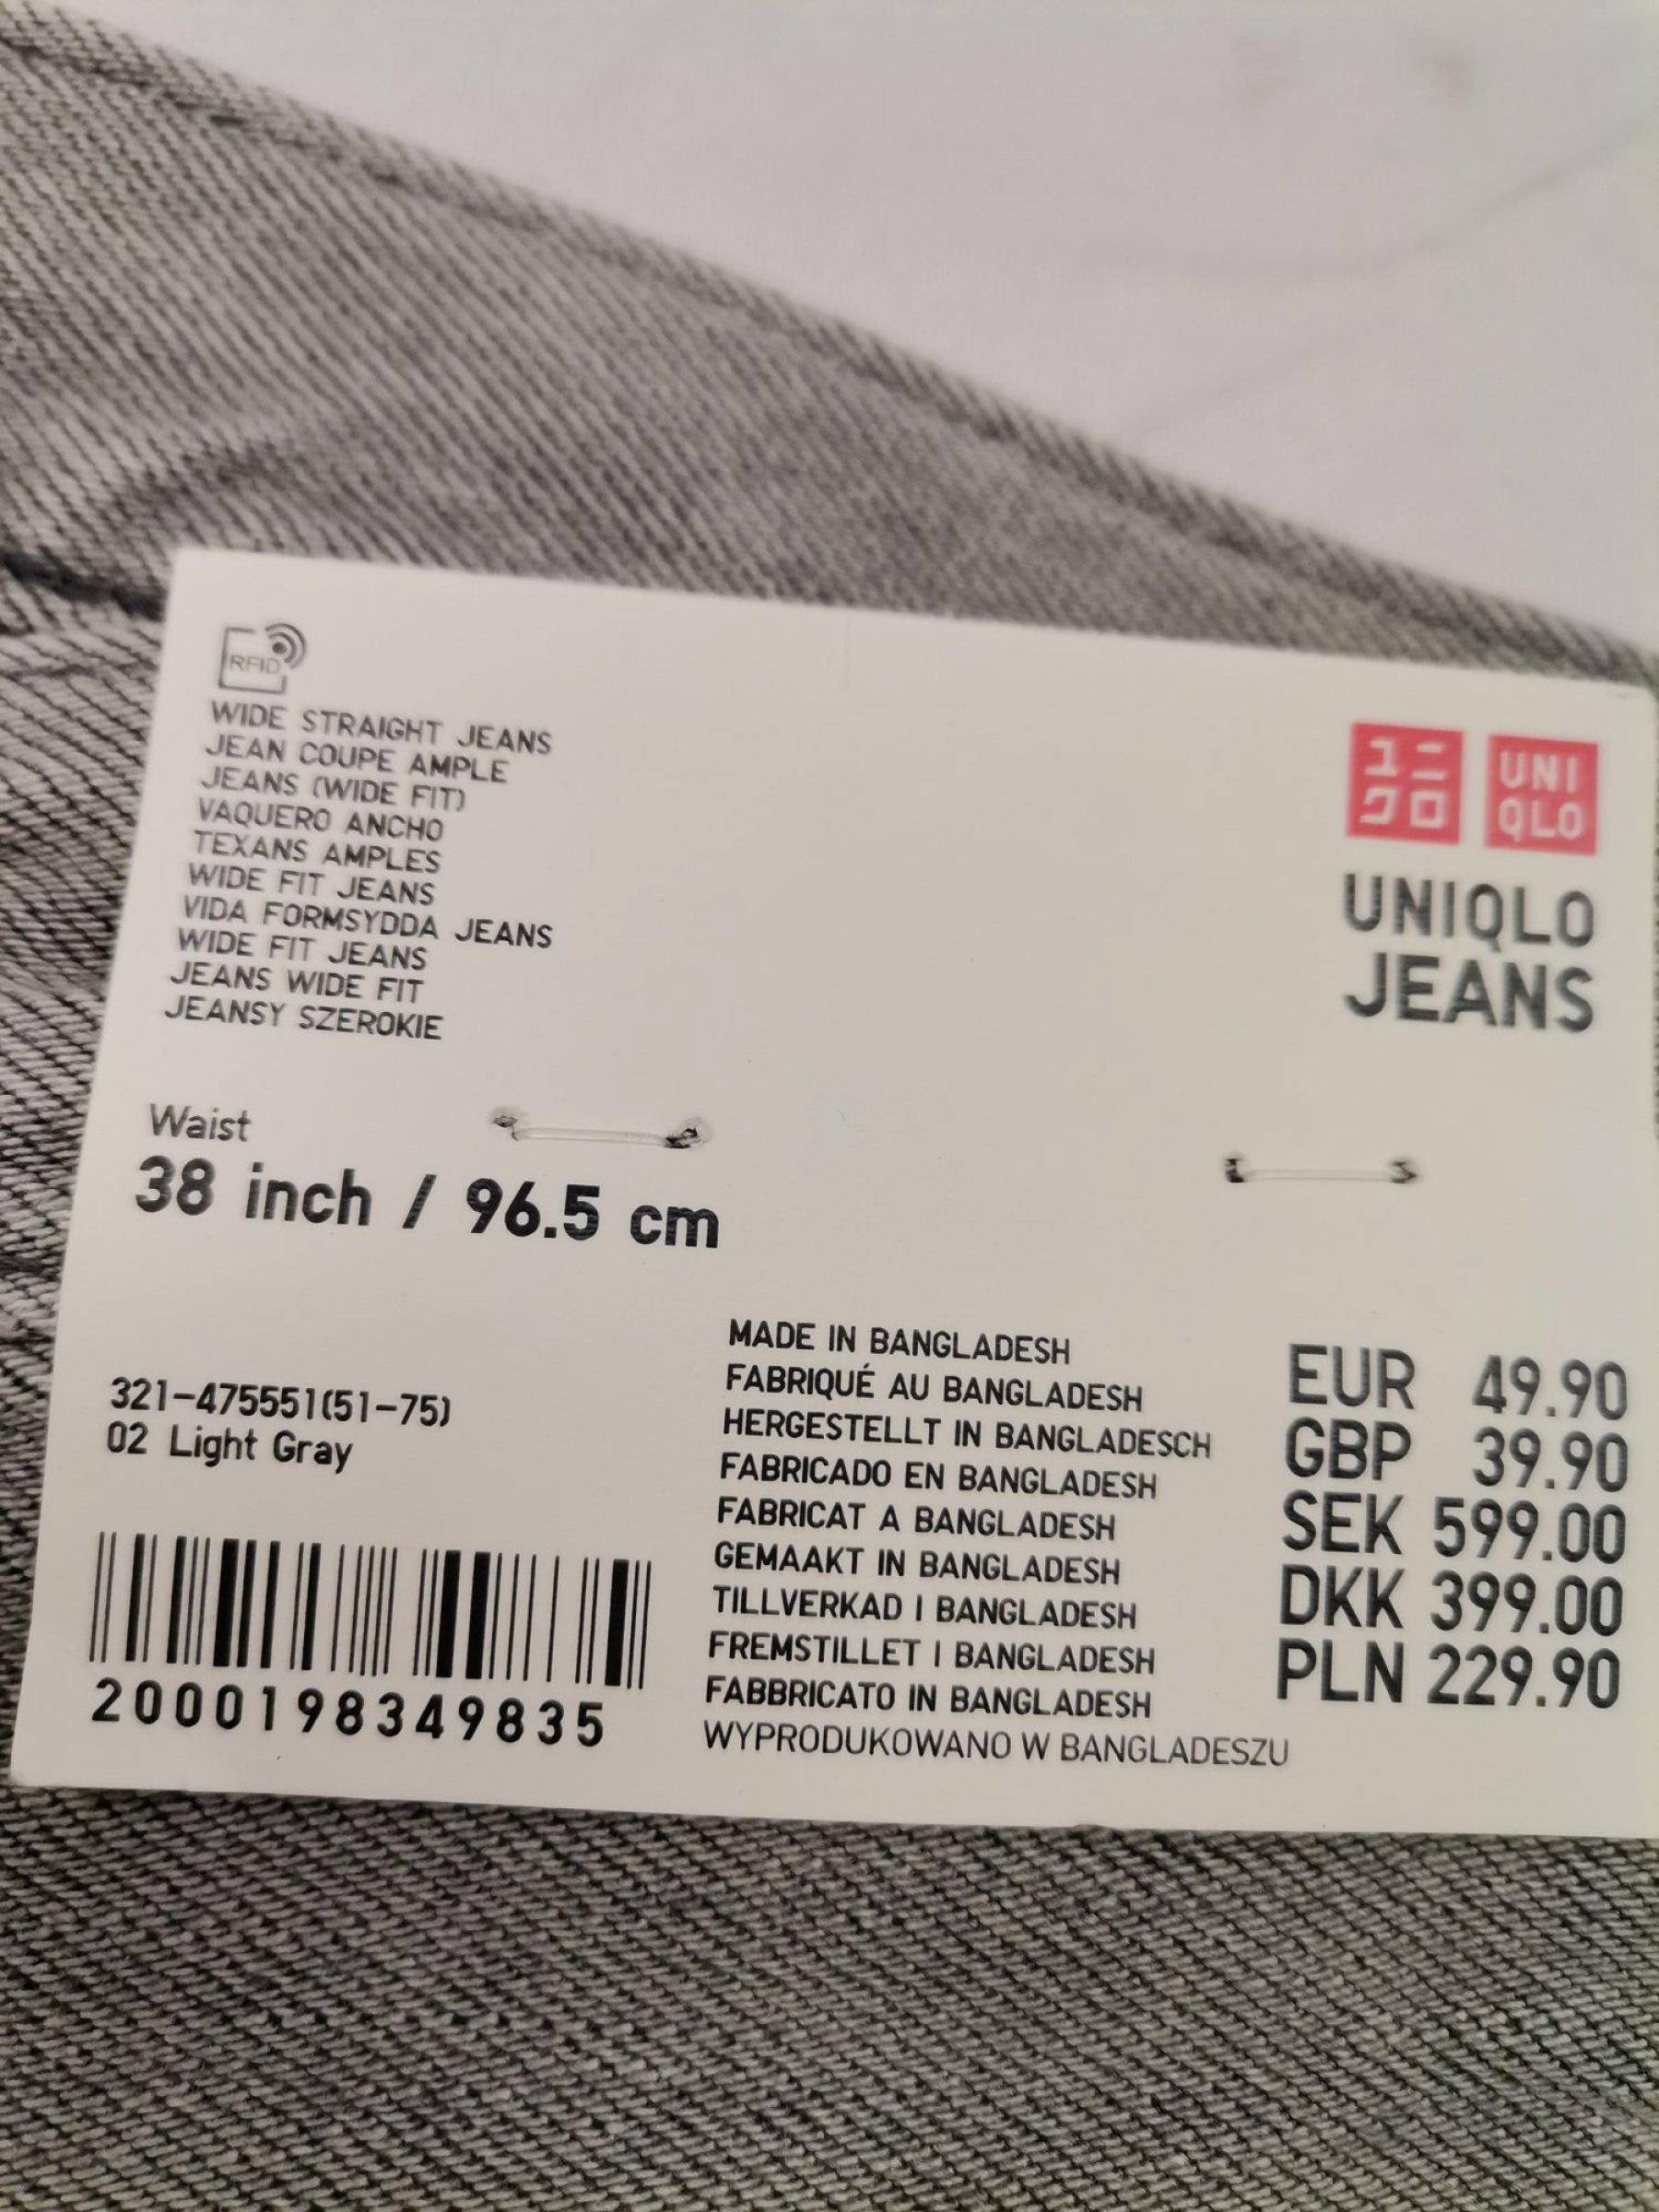 RFID
WIDE STRAIGHT JEANS
JEAN COUPE AMPLE
JEANS (WIDE FIT)
VAQUERO ANCHO
TEXANS AMPLES
WIDE FIT JEANS
VIDA FORMSYDDA JEANS
WIDE FIT JEANS
JEANS WIDE FIT
JEANSY SZEROKIE
ユニ
クロ
UNI
QLO
UNIQLO
JEANS
Waist
38 inch / 96.5 cm
321-475551(51-75)
02 Light Gray
2000198349835
MADE IN BANGLADESH
FABRIQUÉ AU BANGLADESH
HERGESTELLT IN BANGLADESCH
FABRICADO EN BANGLADESH
FABRICAT A BANGLADESH
GEMAAKT IN BANGLADESH
TILLVERKAD I BANGLADESH
FREMSTILLET I BANGLADESH
FABBRICATO IN BANGLADESH
WYPRODUKOWANO W BANGLADESZU
EUR 49.90
GBP 39.90
SEK 599.00
DKK 399.00
PLN 229.90